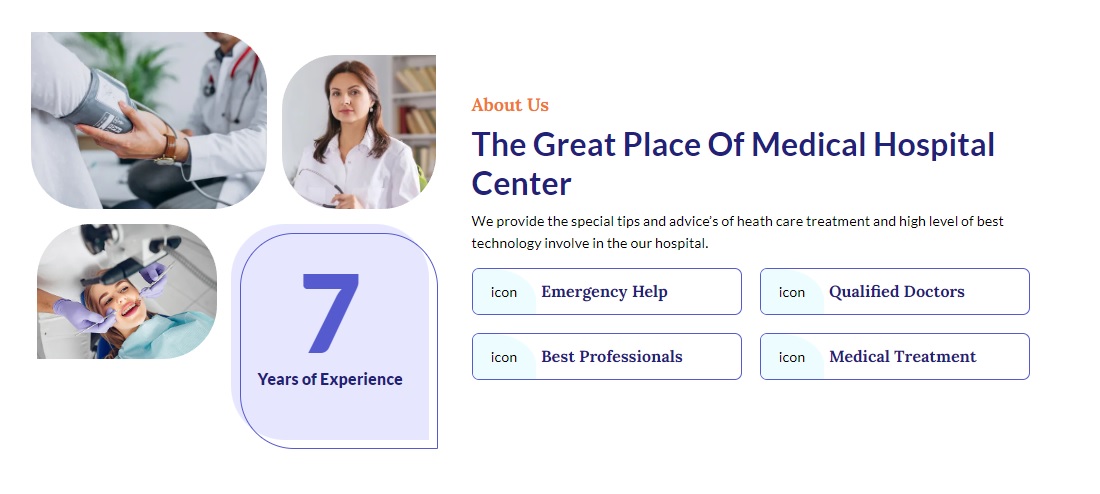 About Us
The Great Place Of Medical Hospital
Center
We provide the special tips and advice's of heath care treatment and high level of best
technology involve in the our hospital.
icon Emergency Help
icon Qualified Doctors
icon Best Professionals
icon Medical Treatment
7
Years of Experience